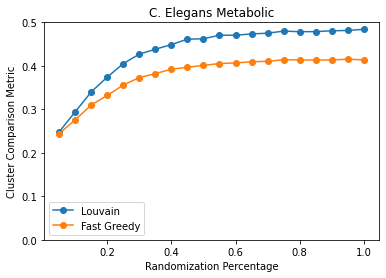 C. Elegans Metabolic
Cluster Comparison Metric
0.5
0.4
0.3
0.2
0.1
0.0
Louvain
Fast Greedy
0.2 0.4 0.6 0.8 1.0
Randomization Percentage